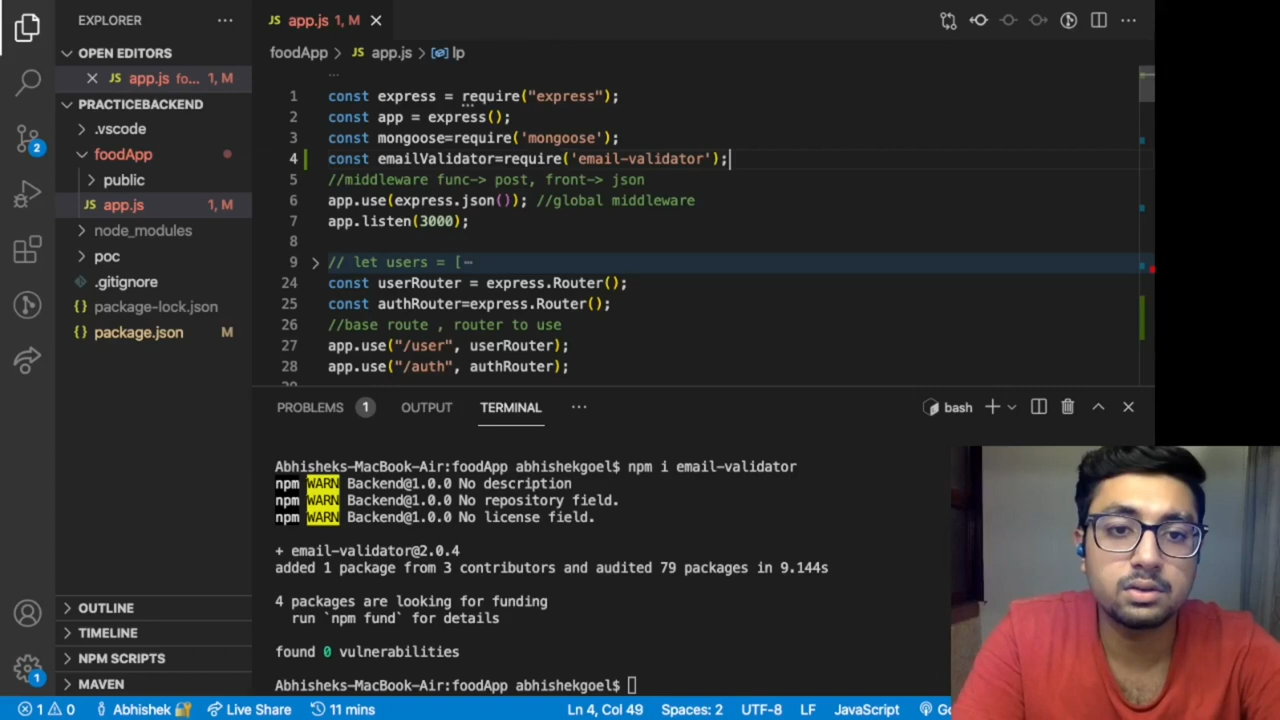 EXPLORER
OPEN EDITORS
JS app.js fo... 1, M
PRACTICEBACKEND
.vscode
foodApp
public
JS app.js 1, M
node_modules
poc
.gitignore
{} package-lock.json
{} package.json M
OUTLINE
TIMELINE
NPM SCRIPTS
MAVEN
2
1
JS app.js 1, M
foodApp > JS app.js > lp
1 const express = require("express");
2 const app = express();
3 const mongoose=require('mongoose');
4 const emailValidator=require('email-validator');
5 //middleware func-> post, front-> json
6 app.use(express.json()); //global middleware
7 app.listen(3000);
8
9 // let users = [⋯
24 const userRouter = express.Router();
25 const authRouter=express.Router();
26 //base route , router to use
27 app.use("/user", userRouter);
28 app.use("/auth", authRouter);
PROBLEMS 1 OUTPUT TERMINAL ... bash
Abhisheks-MacBook-Air:foodApp abhishekgoel$ npm i email-validator
npm WARN Backend@1.0.0 No description
npm WARN Backend@1.0.0 No repository field.
npm WARN Backend@1.0.0 No license field.
+ email-validator@2.0.4
added 1 package from 3 contributors and audited 79 packages in 9.144s
4 packages are looking for funding
run `npm fund` for details
found 0 vulnerabilities
Abhisheks-MacBook-Air:foodApp abhishekgoel$
1 0 Abhishek Live Share 11 mins Ln 4, Col 49 Spaces: 2 UTF-8 LF JavaScript Go